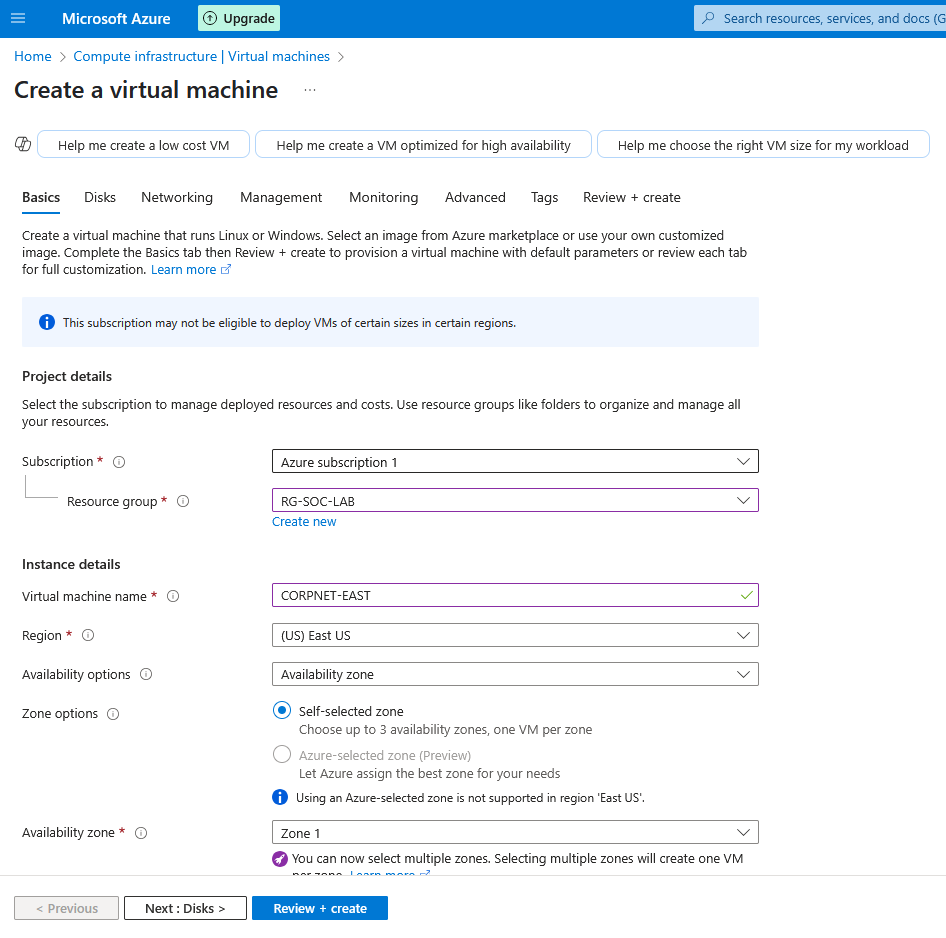 Microsoft Azure
Upgrade
Search resources, services, and docs (G
Home > Compute infrastructure | Virtual machines >
Create a virtual machine ...
Help me create a low cost VM
Help me create a VM optimized for high availability
Help me choose the right VM size for my workload
Basics Disks Networking Management Monitoring Advanced Tags Review + create
Create a virtual machine that runs Linux or Windows. Select an image from Azure marketplace or use your own customized
image. Complete the Basics tab then Review + create to provision a virtual machine with default parameters or review each tab
for full customization. Learn more
This subscription may not be eligible to deploy VMs of certain sizes in certain regions.
Project details
Select the subscription to manage deployed resources and costs. Use resource groups like folders to organize and manage all
your resources.
Subscription *
Azure subscription 1
Resource group *
RG-SOC-LAB
Create new
Instance details
Virtual machine name *
CORPNET-EAST
Region *
(US) East US
Availability options
Availability zone
Zone options
Self-selected zone
Choose up to 3 availability zones, one VM per zone
Azure-selected zone (Preview)
Let Azure assign the best zone for your needs
Using an Azure-selected zone is not supported in region 'East US'.
Availability zone *
Zone 1
You can now select multiple zones. Selecting multiple zones will create one VM
per zone. Learn more
< Previous
Next : Disks >
Review + create